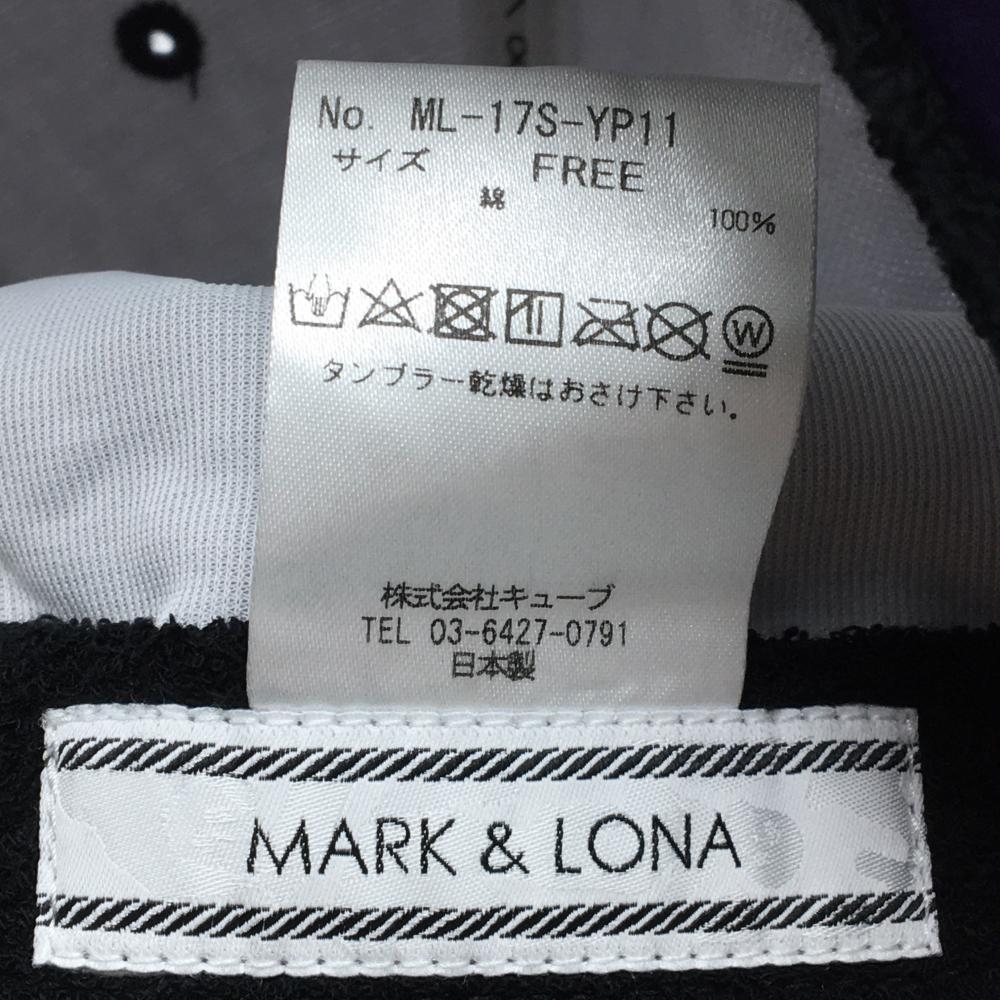 No. ML-17S-YP11
サイズ FREE
綿 100%
W
タンブラー乾燥はおさけ下さい。
株式会社キューブ
TEL 03-6427-0791
日本製
MARK & LONA